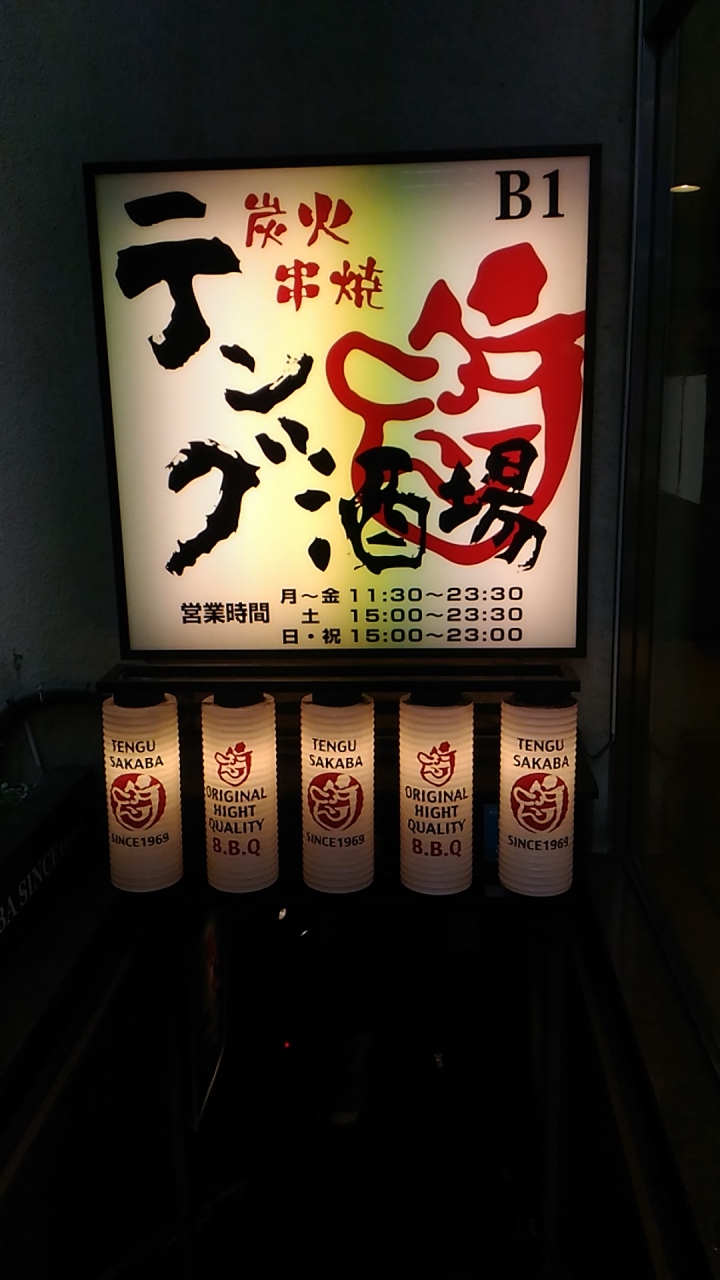 B1
炭火
串焼
テング酒場
営業時間
月～金 11:30～23:30
土 15:00～23:30
日・祝 15:00～23:00
TENGU
SAKABA
SINCE1969
ORIGINAL
HIGHT
QUALITY
B.B.Q
TENGU
SAKABA
SINCE1969
ORIGINAL
HIGHT
QUALITY
B.B.Q
TENGU
SAKABA
SINCE1969
BA SINCE